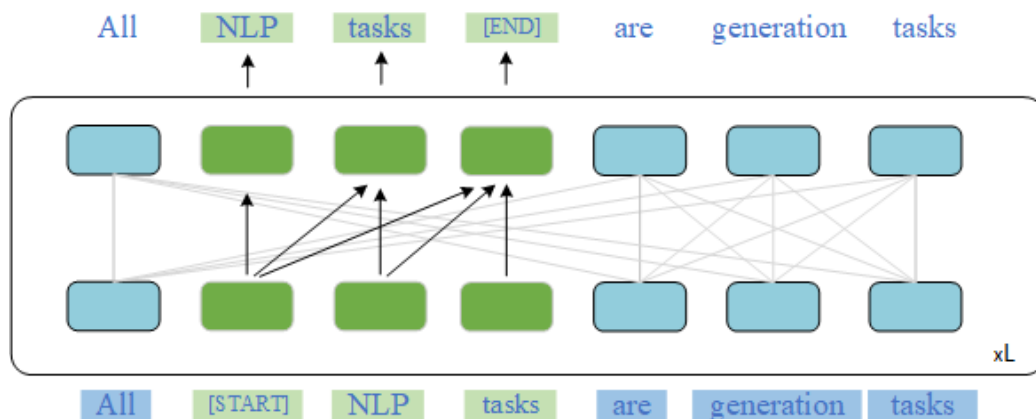 All NLP tasks [END] are generation tasks
xL
All [START] NLP tasks are generation tasks